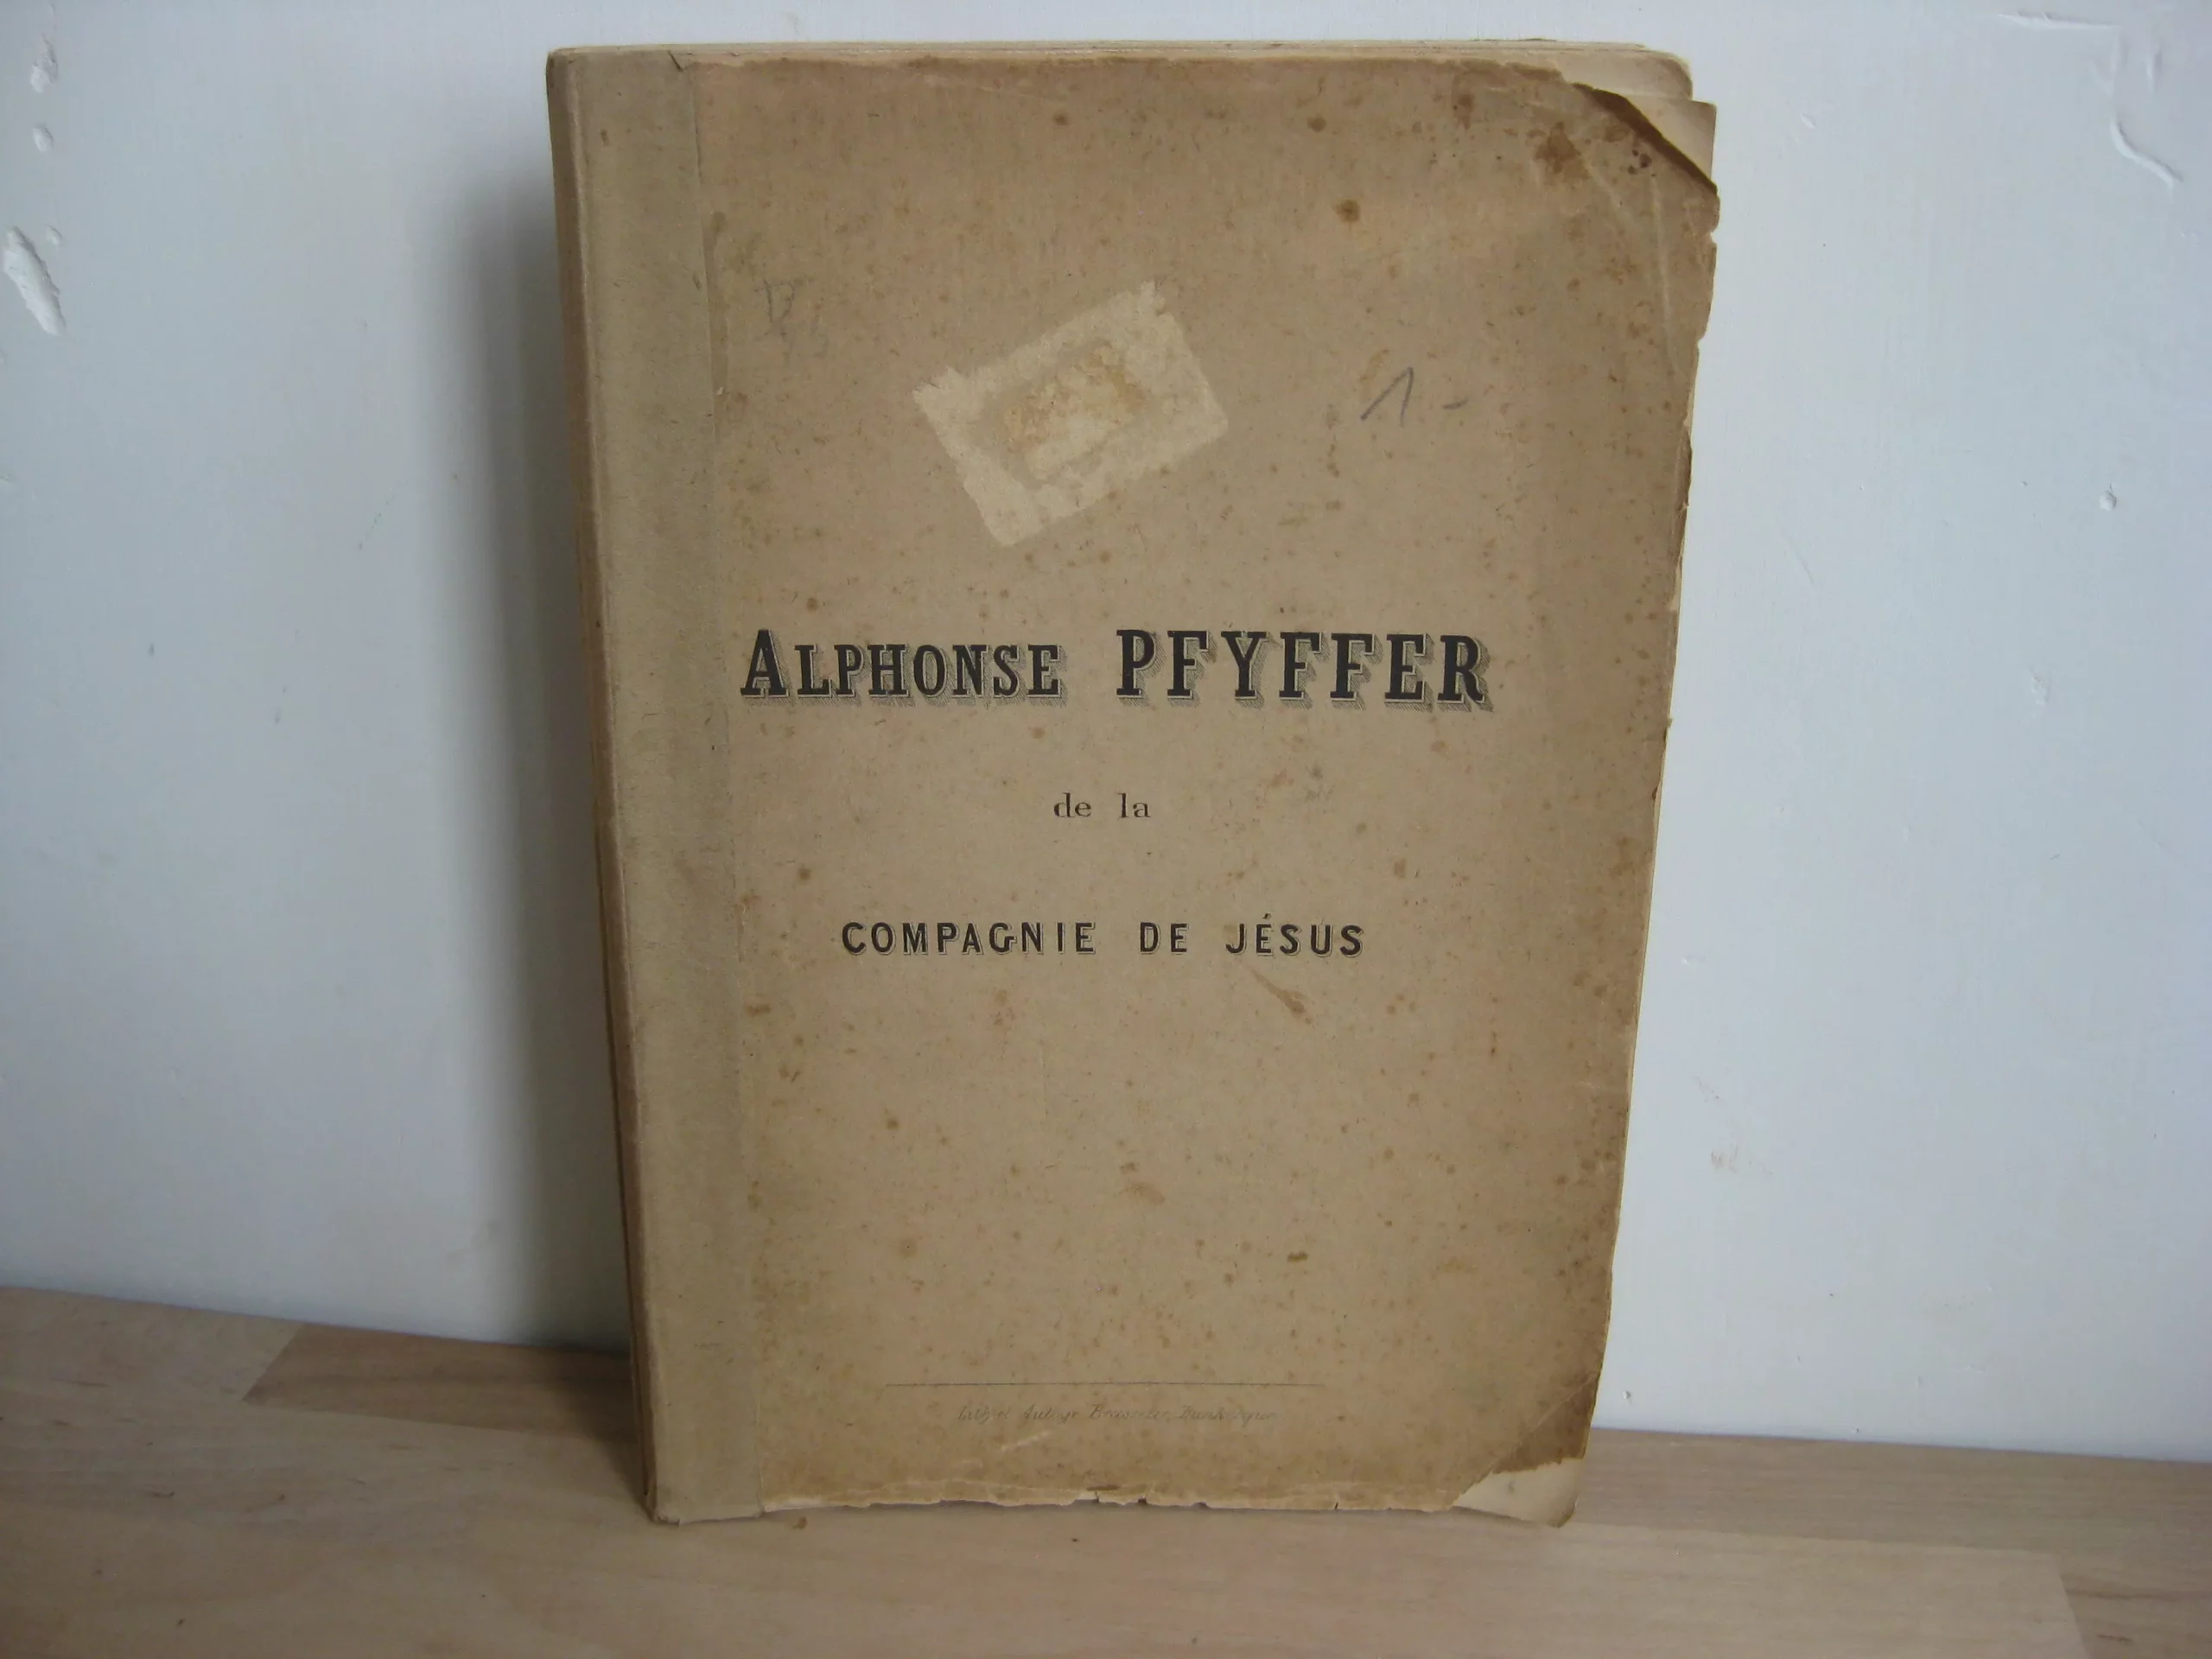 1 -
ALPHONSE PFYFFER
de la
COMPAGNIE DE JÉSUS